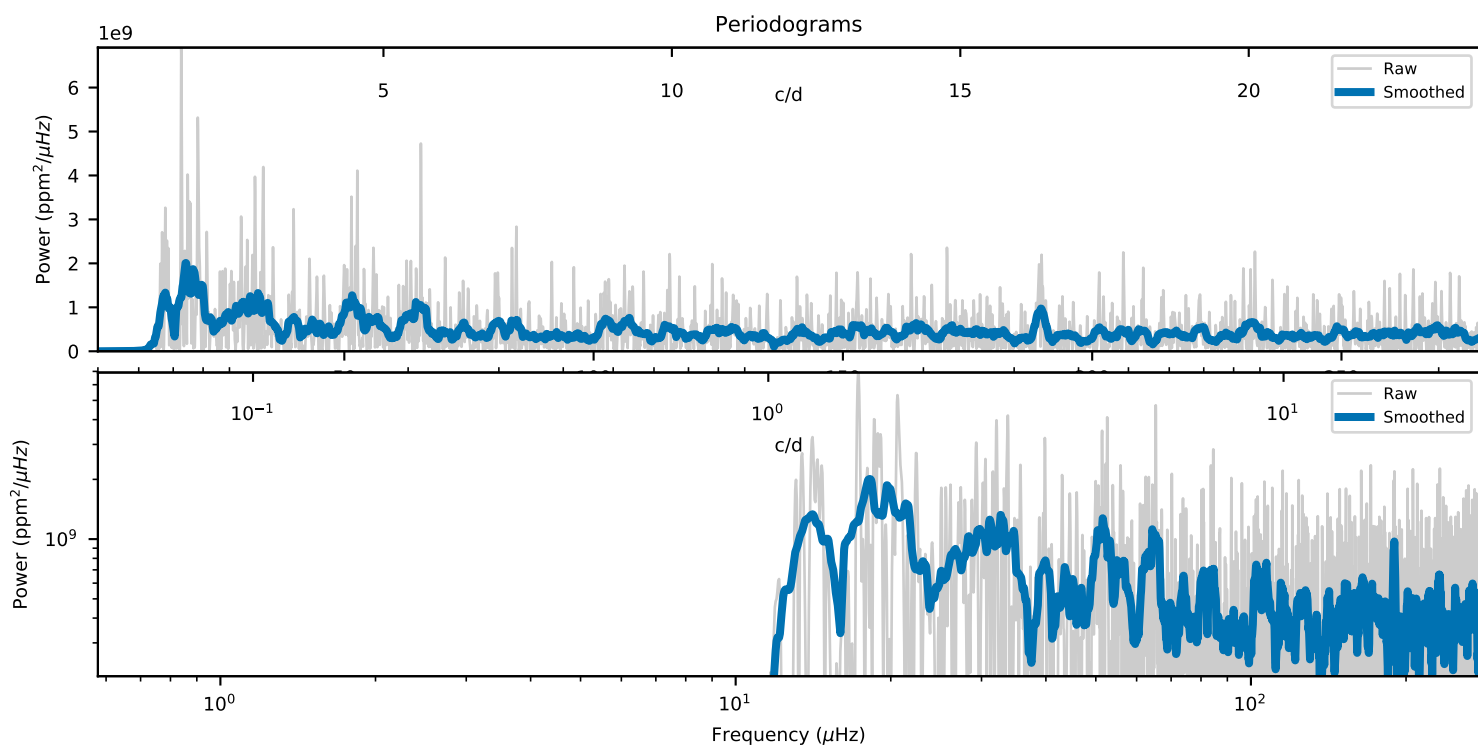 Periodograms
1e9
5 10 15 20
c/d
Raw
Smoothed
6
5
4
3
2
1
0
Power (ppm²/μHz)
10⁻¹ 10⁰ 10¹
c/d
Raw
Smoothed
10⁹
Power (ppm²/μHz)
10⁰ 10¹ 10²
Frequency (μHz)